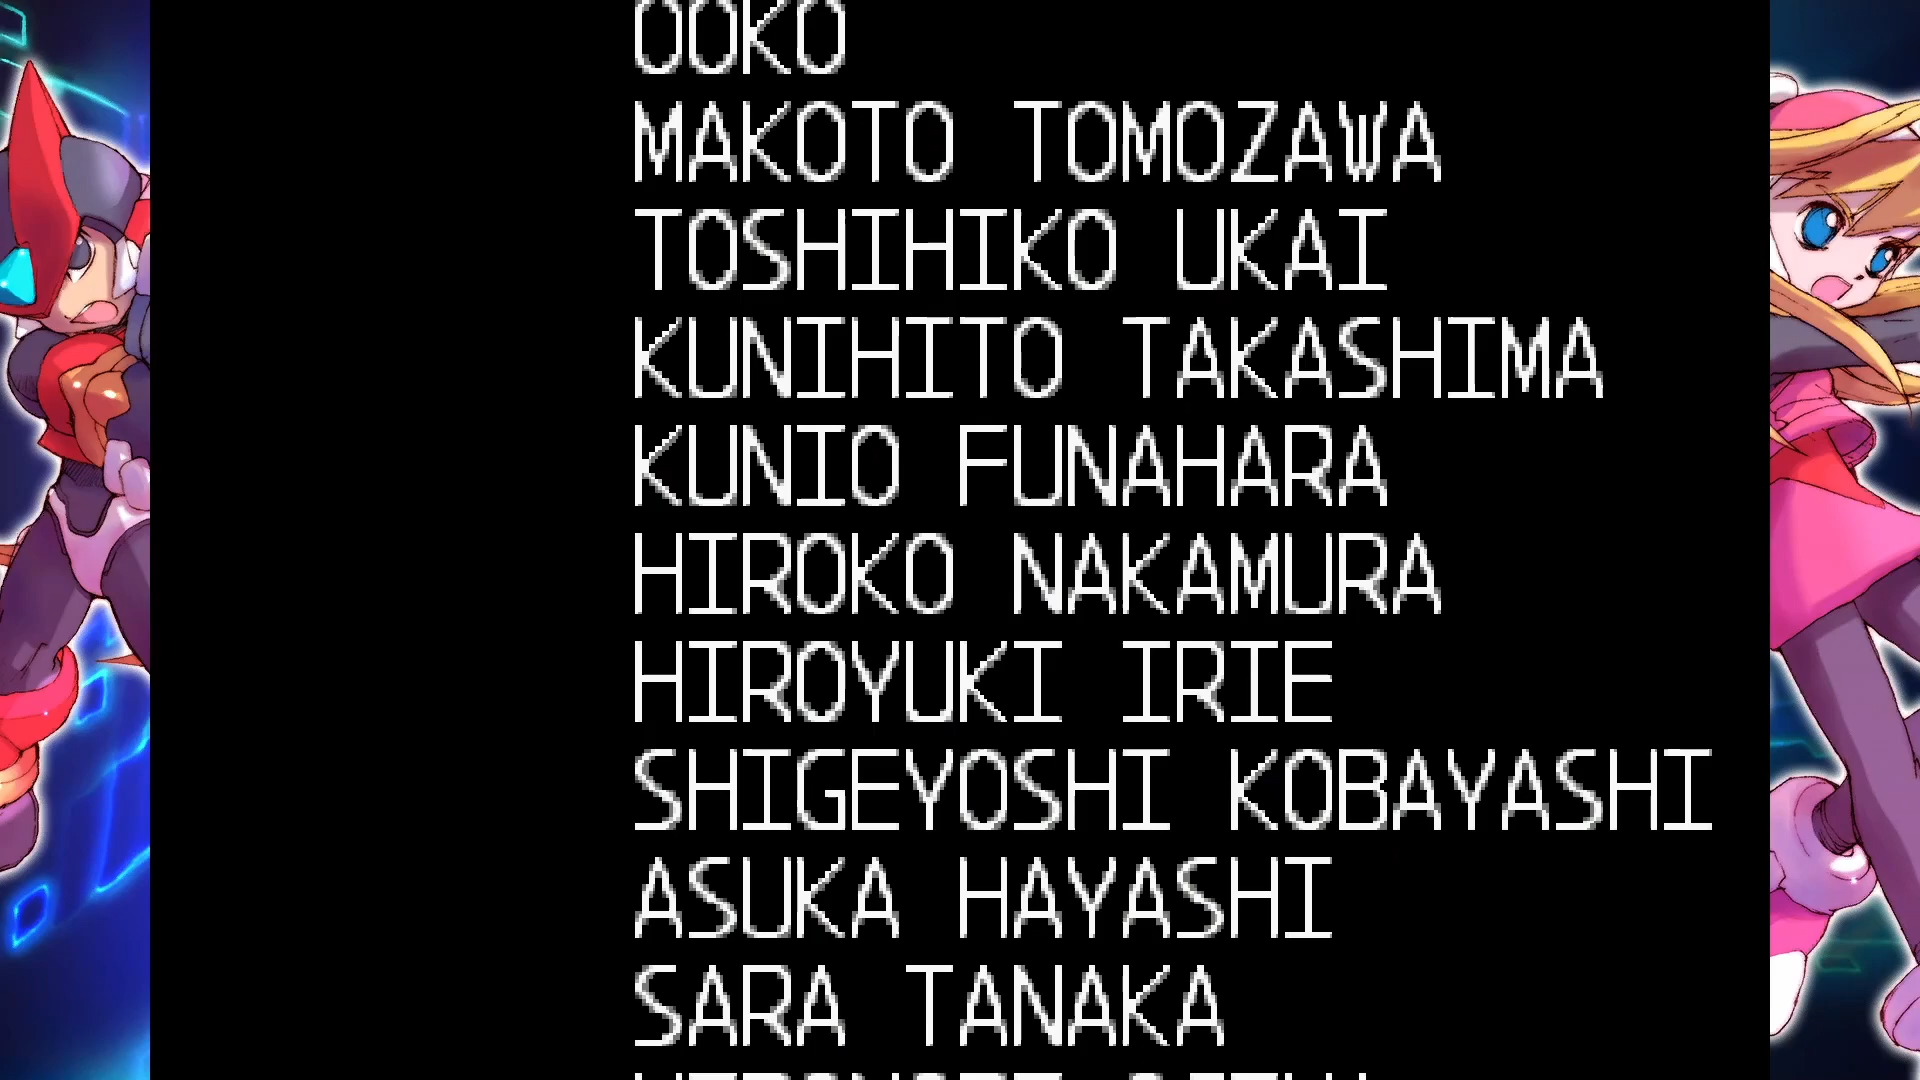 OOKO
MAKOTO TOMOZAWA
TOSHIHIKO UKAI
KUNIHITO TAKASHIMA
KUNIO FUNAHARA
HIROKO NAKAMURA
HIROYUKI IRIE
SHIGEYOSHI KOBAYASHI
ASUKA HAYASHI
SARA TANAKA